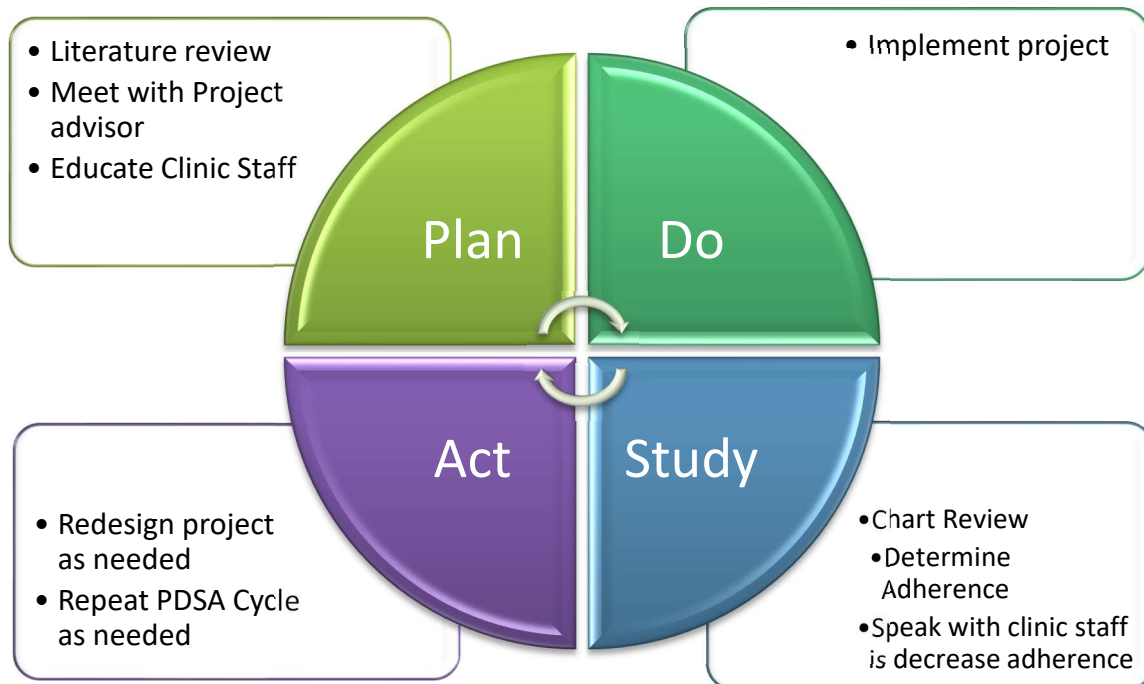 • Literature review
• Meet with Project
advisor
• Educate Clinic Staff
• Implement project
Plan
Do
Act
Study
• Redesign project
as needed
• Repeat PDSA Cycle
as needed
•Chart Review
•Determine
Adherence
•Speak with clinic staff
is decrease adherence